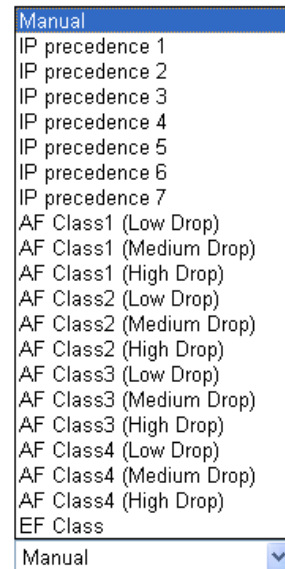 Manual
IP precedence 1
IP precedence 2
IP precedence 3
IP precedence 4
IP precedence 5
IP precedence 6
IP precedence 7
AF Class1 (Low Drop)
AF Class1 (Medium Drop)
AF Class1 (High Drop)
AF Class2 (Low Drop)
AF Class2 (Medium Drop)
AF Class2 (High Drop)
AF Class3 (Low Drop)
AF Class3 (Medium Drop)
AF Class3 (High Drop)
AF Class4 (Low Drop)
AF Class4 (Medium Drop)
AF Class4 (High Drop)
EF Class
Manual